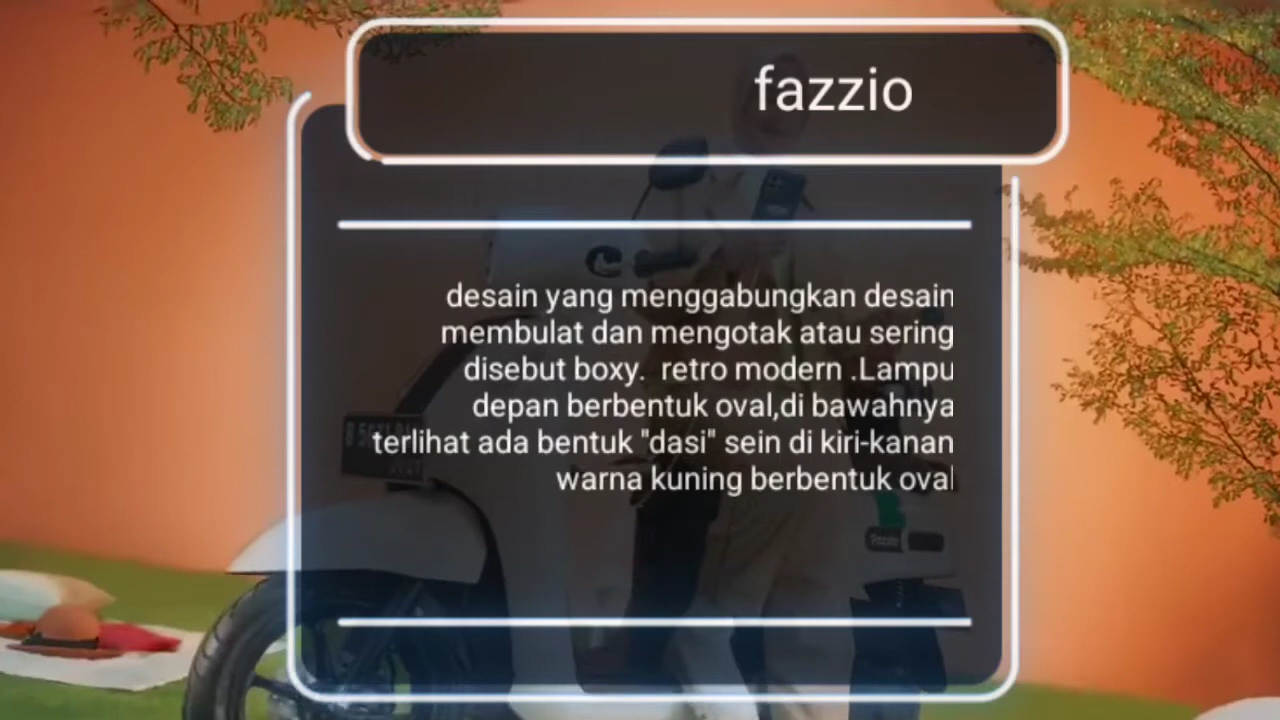 fazzio
desain yang menggabungkan desain
membulat dan mengotak atau sering
disebut boxy.  retro modern .Lampu
depan berbentuk oval,di bawahnya
terlihat ada bentuk "dasi" sein di kiri-kanan
warna kuning berbentuk oval